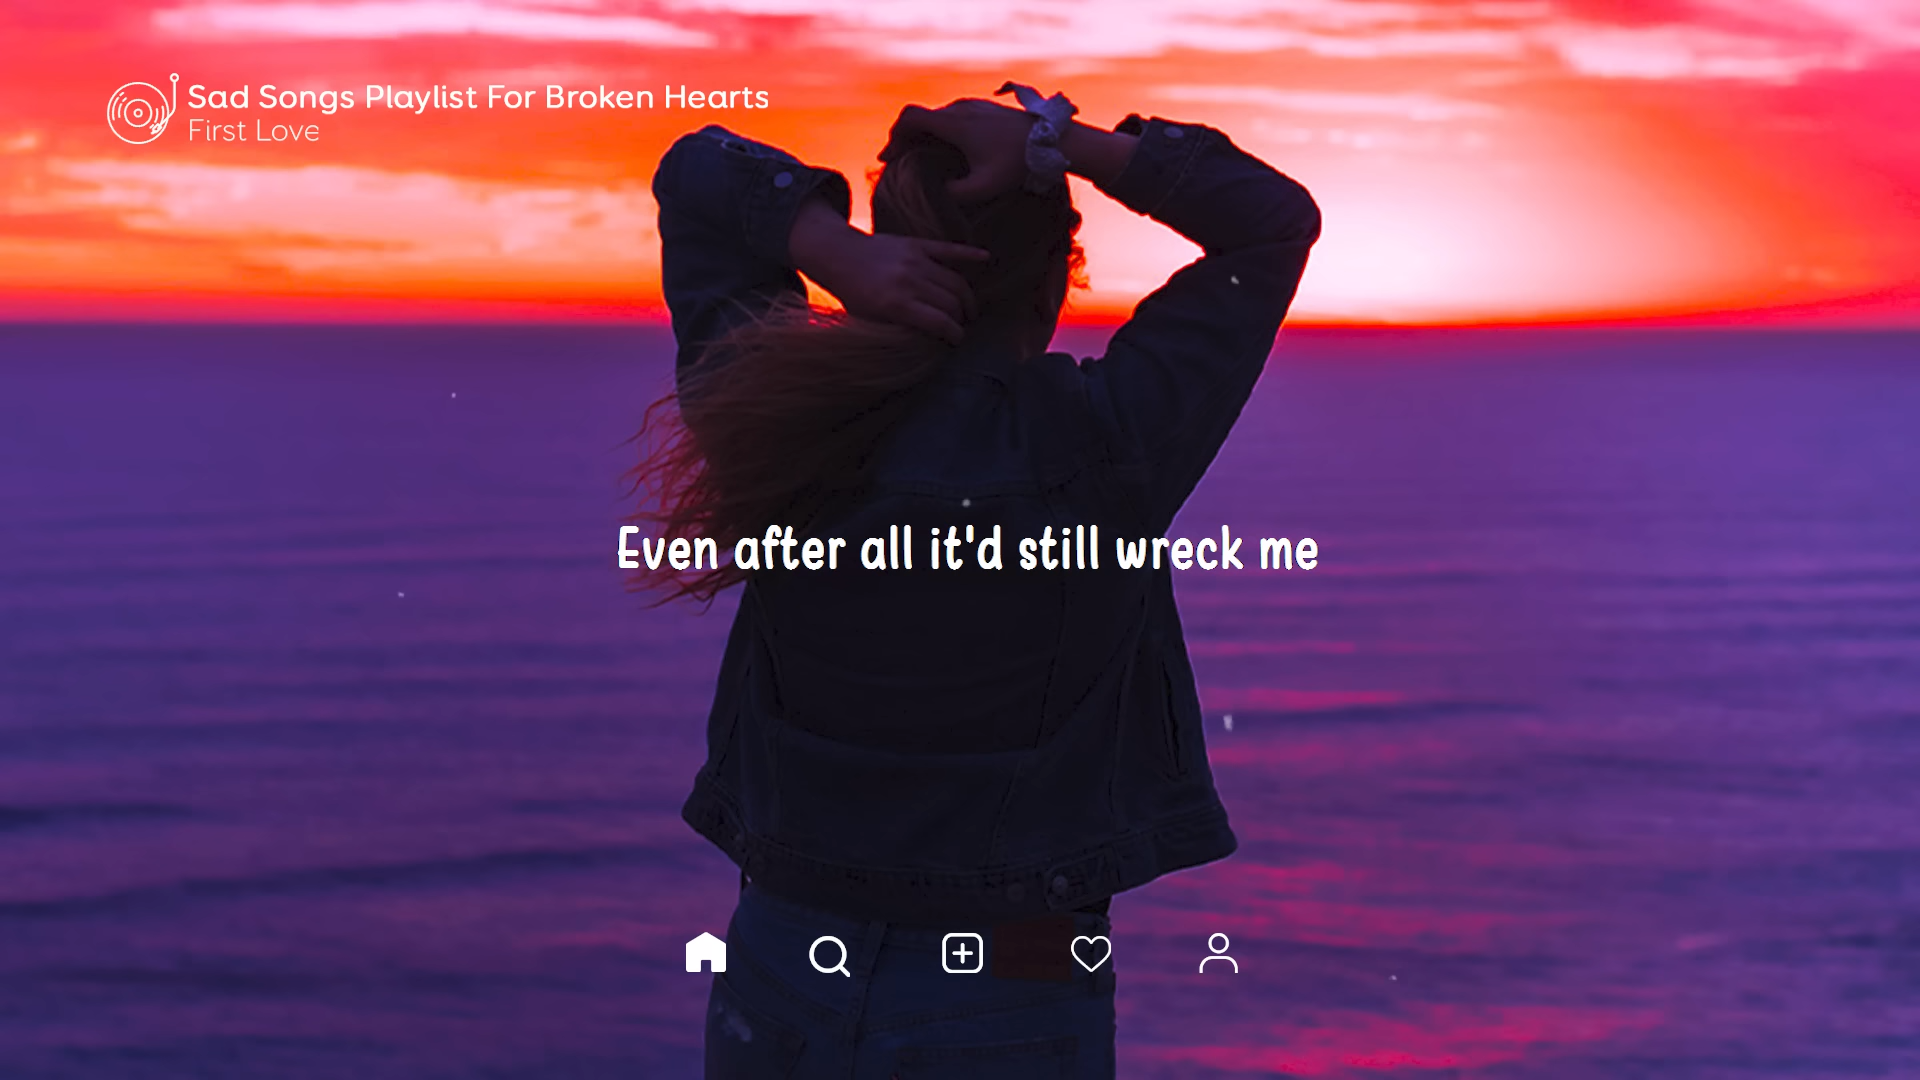 Sad Songs Playlist For Broken Hearts
First Love
Even after all it'd still wreck me